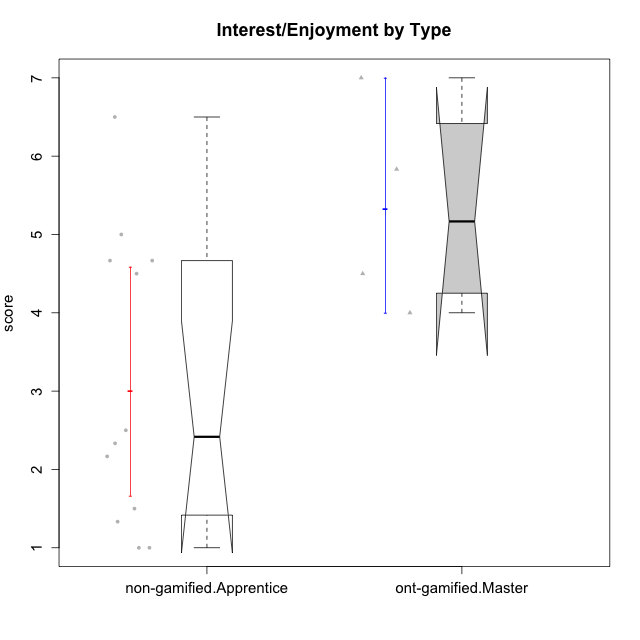 Interest/Enjoyment by Type
7
6
5
4
3
2
1
score
non-gamified.Apprentice
ont-gamified.Master